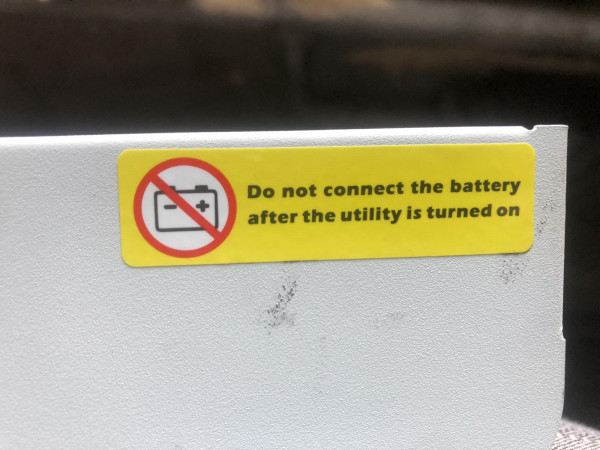 Do not connect the battery
after the utility is turned on